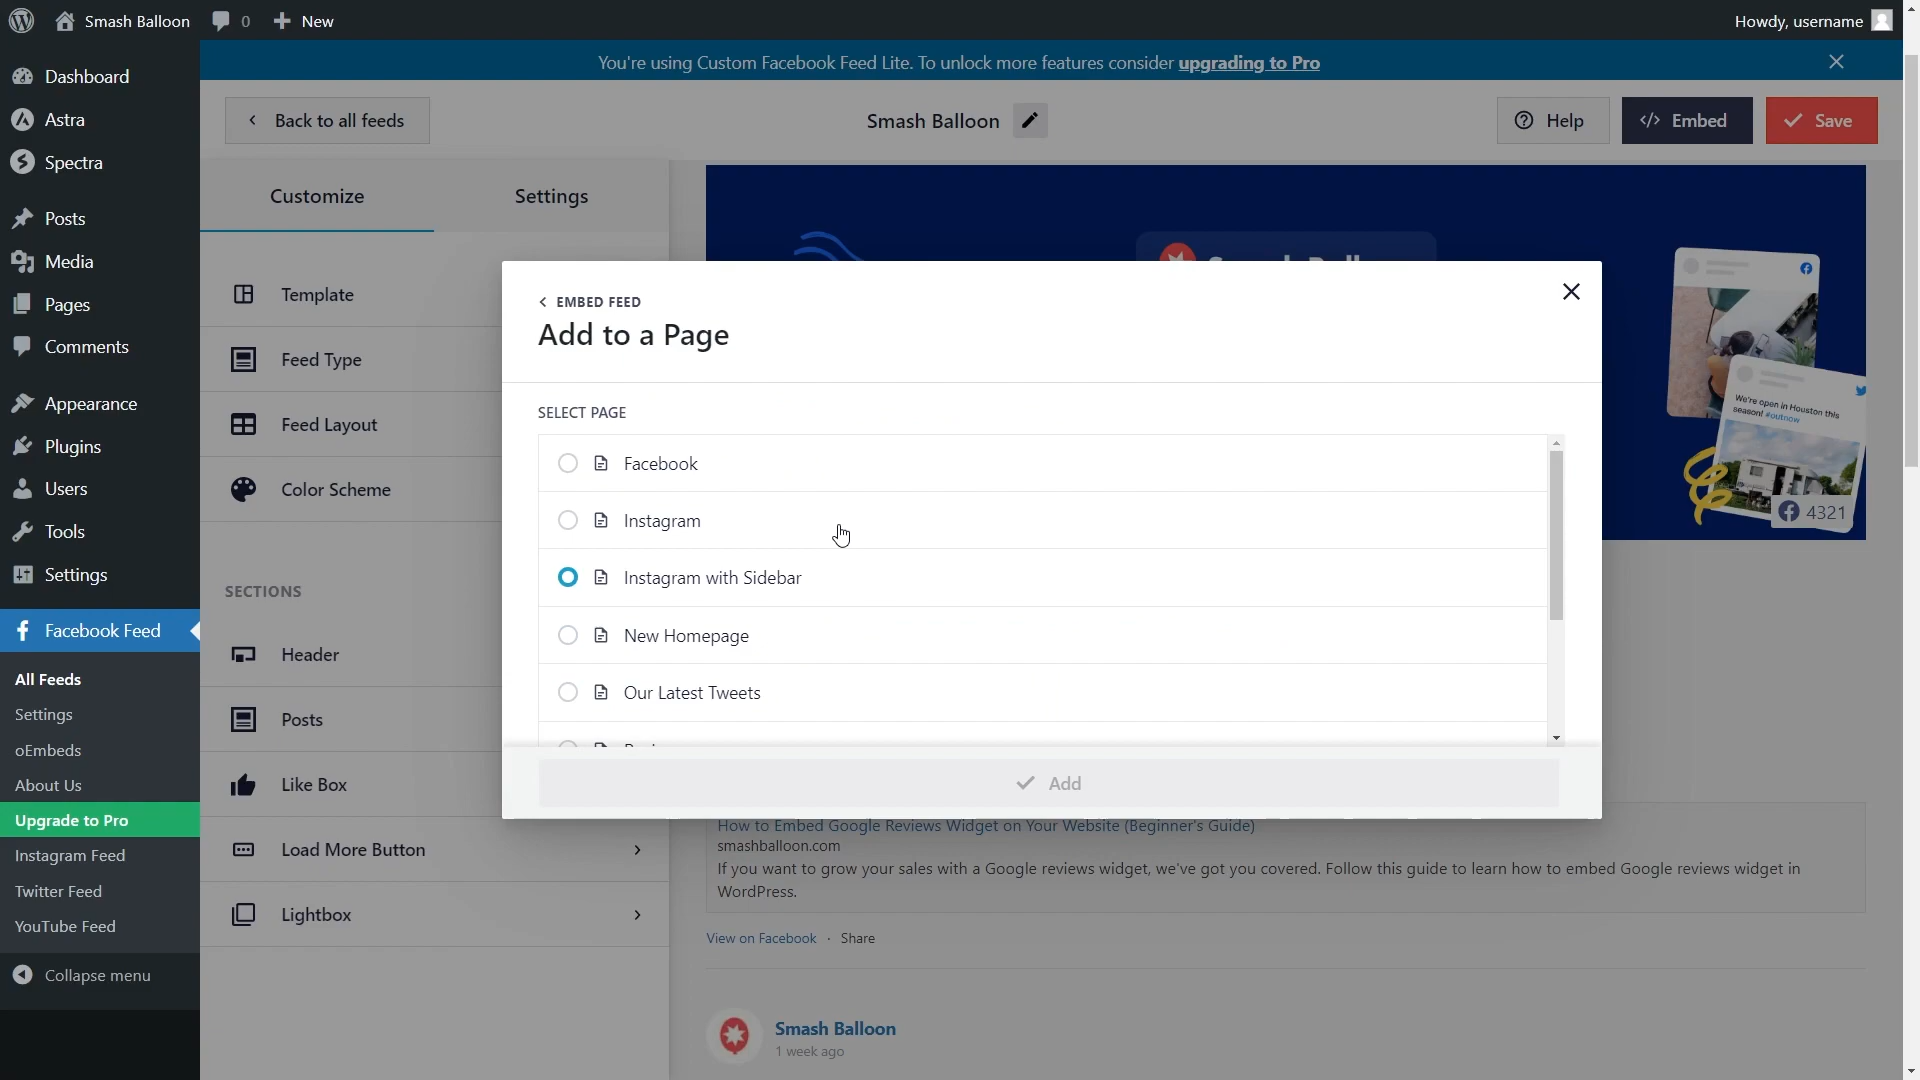 Smash Balloon
0
New
Howdy, username
You're using Custom Facebook Feed Lite. To unlock more features consider upgrading to Pro
Dashboard
Astra
Spectra
Posts
Media
Pages
Comments
Appearance
Plugins
Users
Tools
Settings
Facebook Feed
All Feeds
Settings
oEmbeds
About Us
Upgrade to Pro
Instagram Feed
Twitter Feed
YouTube Feed
Collapse menu
Back to all feeds
Smash Balloon
Help
Embed
Save
Customize
Settings
Template
Feed Type
Feed Layout
Color Scheme
SECTIONS
Header
Posts
Like Box
Load More Button
Lightbox
EMBED FEED
Add to a Page
SELECT PAGE
Facebook
Instagram
Instagram with Sidebar
New Homepage
Our Latest Tweets
Add
We're open in Houston this
season! #outnow
4321
How to Embed Google Reviews Widget on Your Website (Beginner's Guide)
smashballoon.com
If you want to grow your sales with a Google reviews widget, we've got you covered. Follow this guide to learn how to embed Google reviews widget in
WordPress.
View on Facebook · Share
Smash Balloon
1 week ago